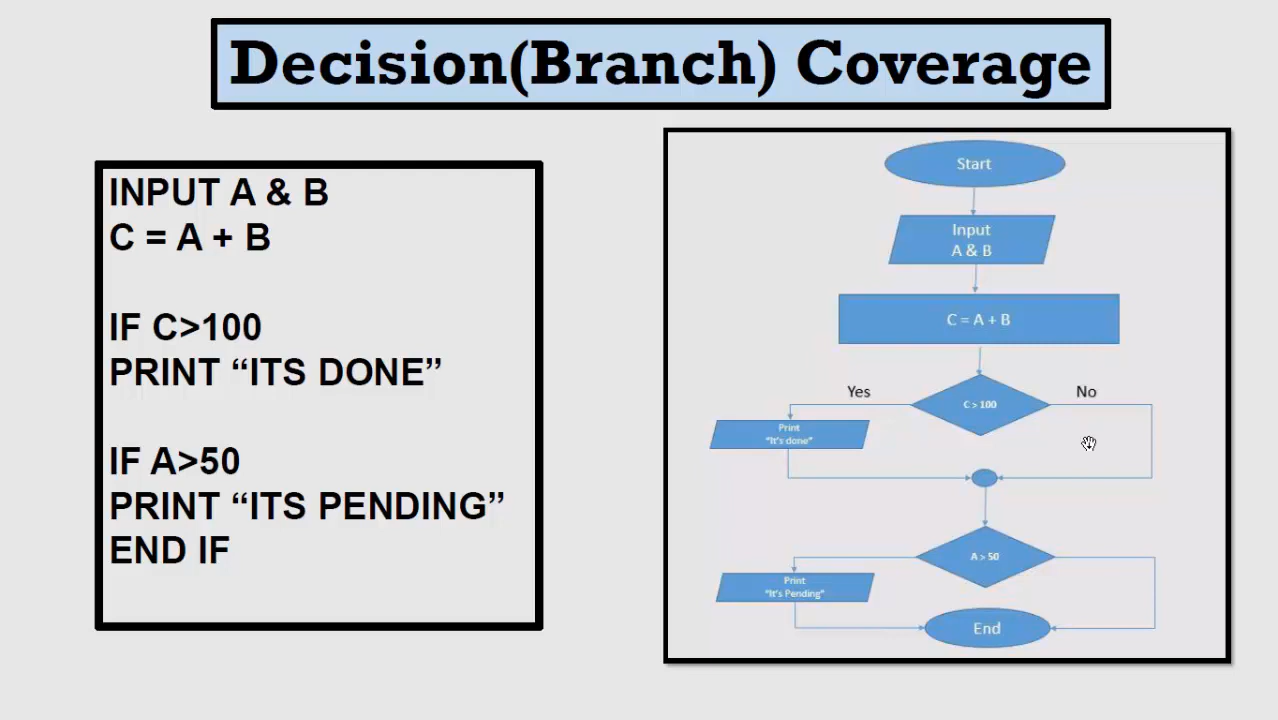 Decision(Branch) Coverage
INPUT A & B
C = A + B
IF C>100
PRINT “ITS DONE”
IF A>50
PRINT “ITS PENDING”
END IF
Start
Input
A & B
C = A + B
Yes
C > 100
No
Print
“It’s done”
A > 50
Print
“It’s Pending”
End